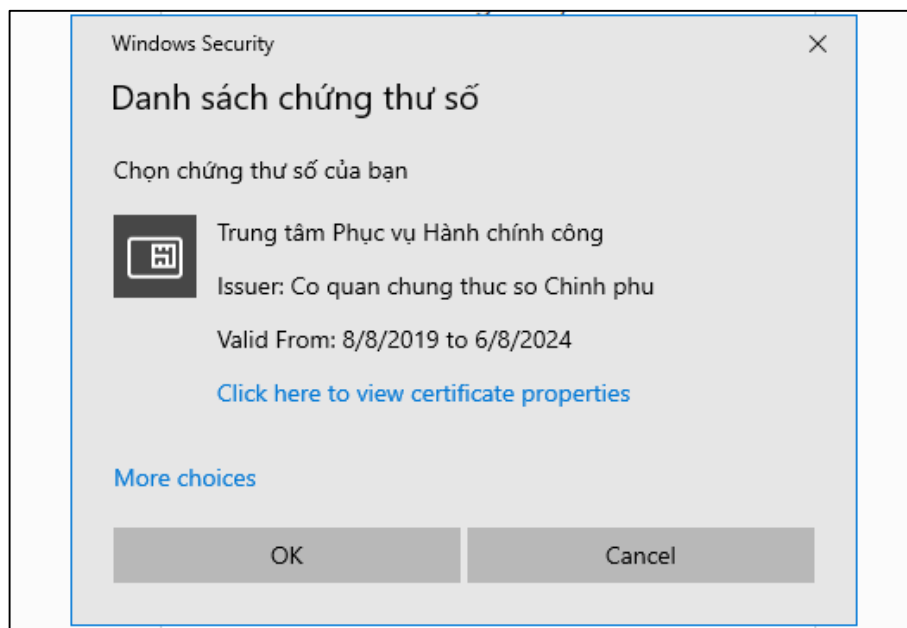 Windows Security
Danh sách chứng thư số
Chọn chứng thư số của bạn
Trung tâm Phục vụ Hành chính công
Issuer: Co quan chung thuc so Chinh phu
Valid From: 8/8/2019 to 6/8/2024
Click here to view certificate properties
More choices
OK
Cancel